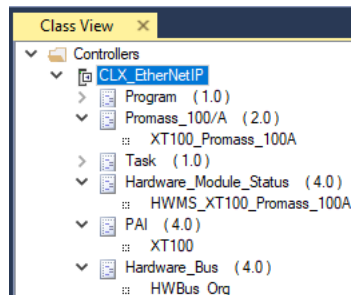 Class View
Controllers
CLX_EtherNetIP
Program (1.0)
Promass_100/A (2.0)
XT100_Promass_100A
Task (1.0)
Hardware_Module_Status (4.0)
HWMS_XT100_Promass_100A
PAI (4.0)
XT100
Hardware_Bus (4.0)
HWBus_Org